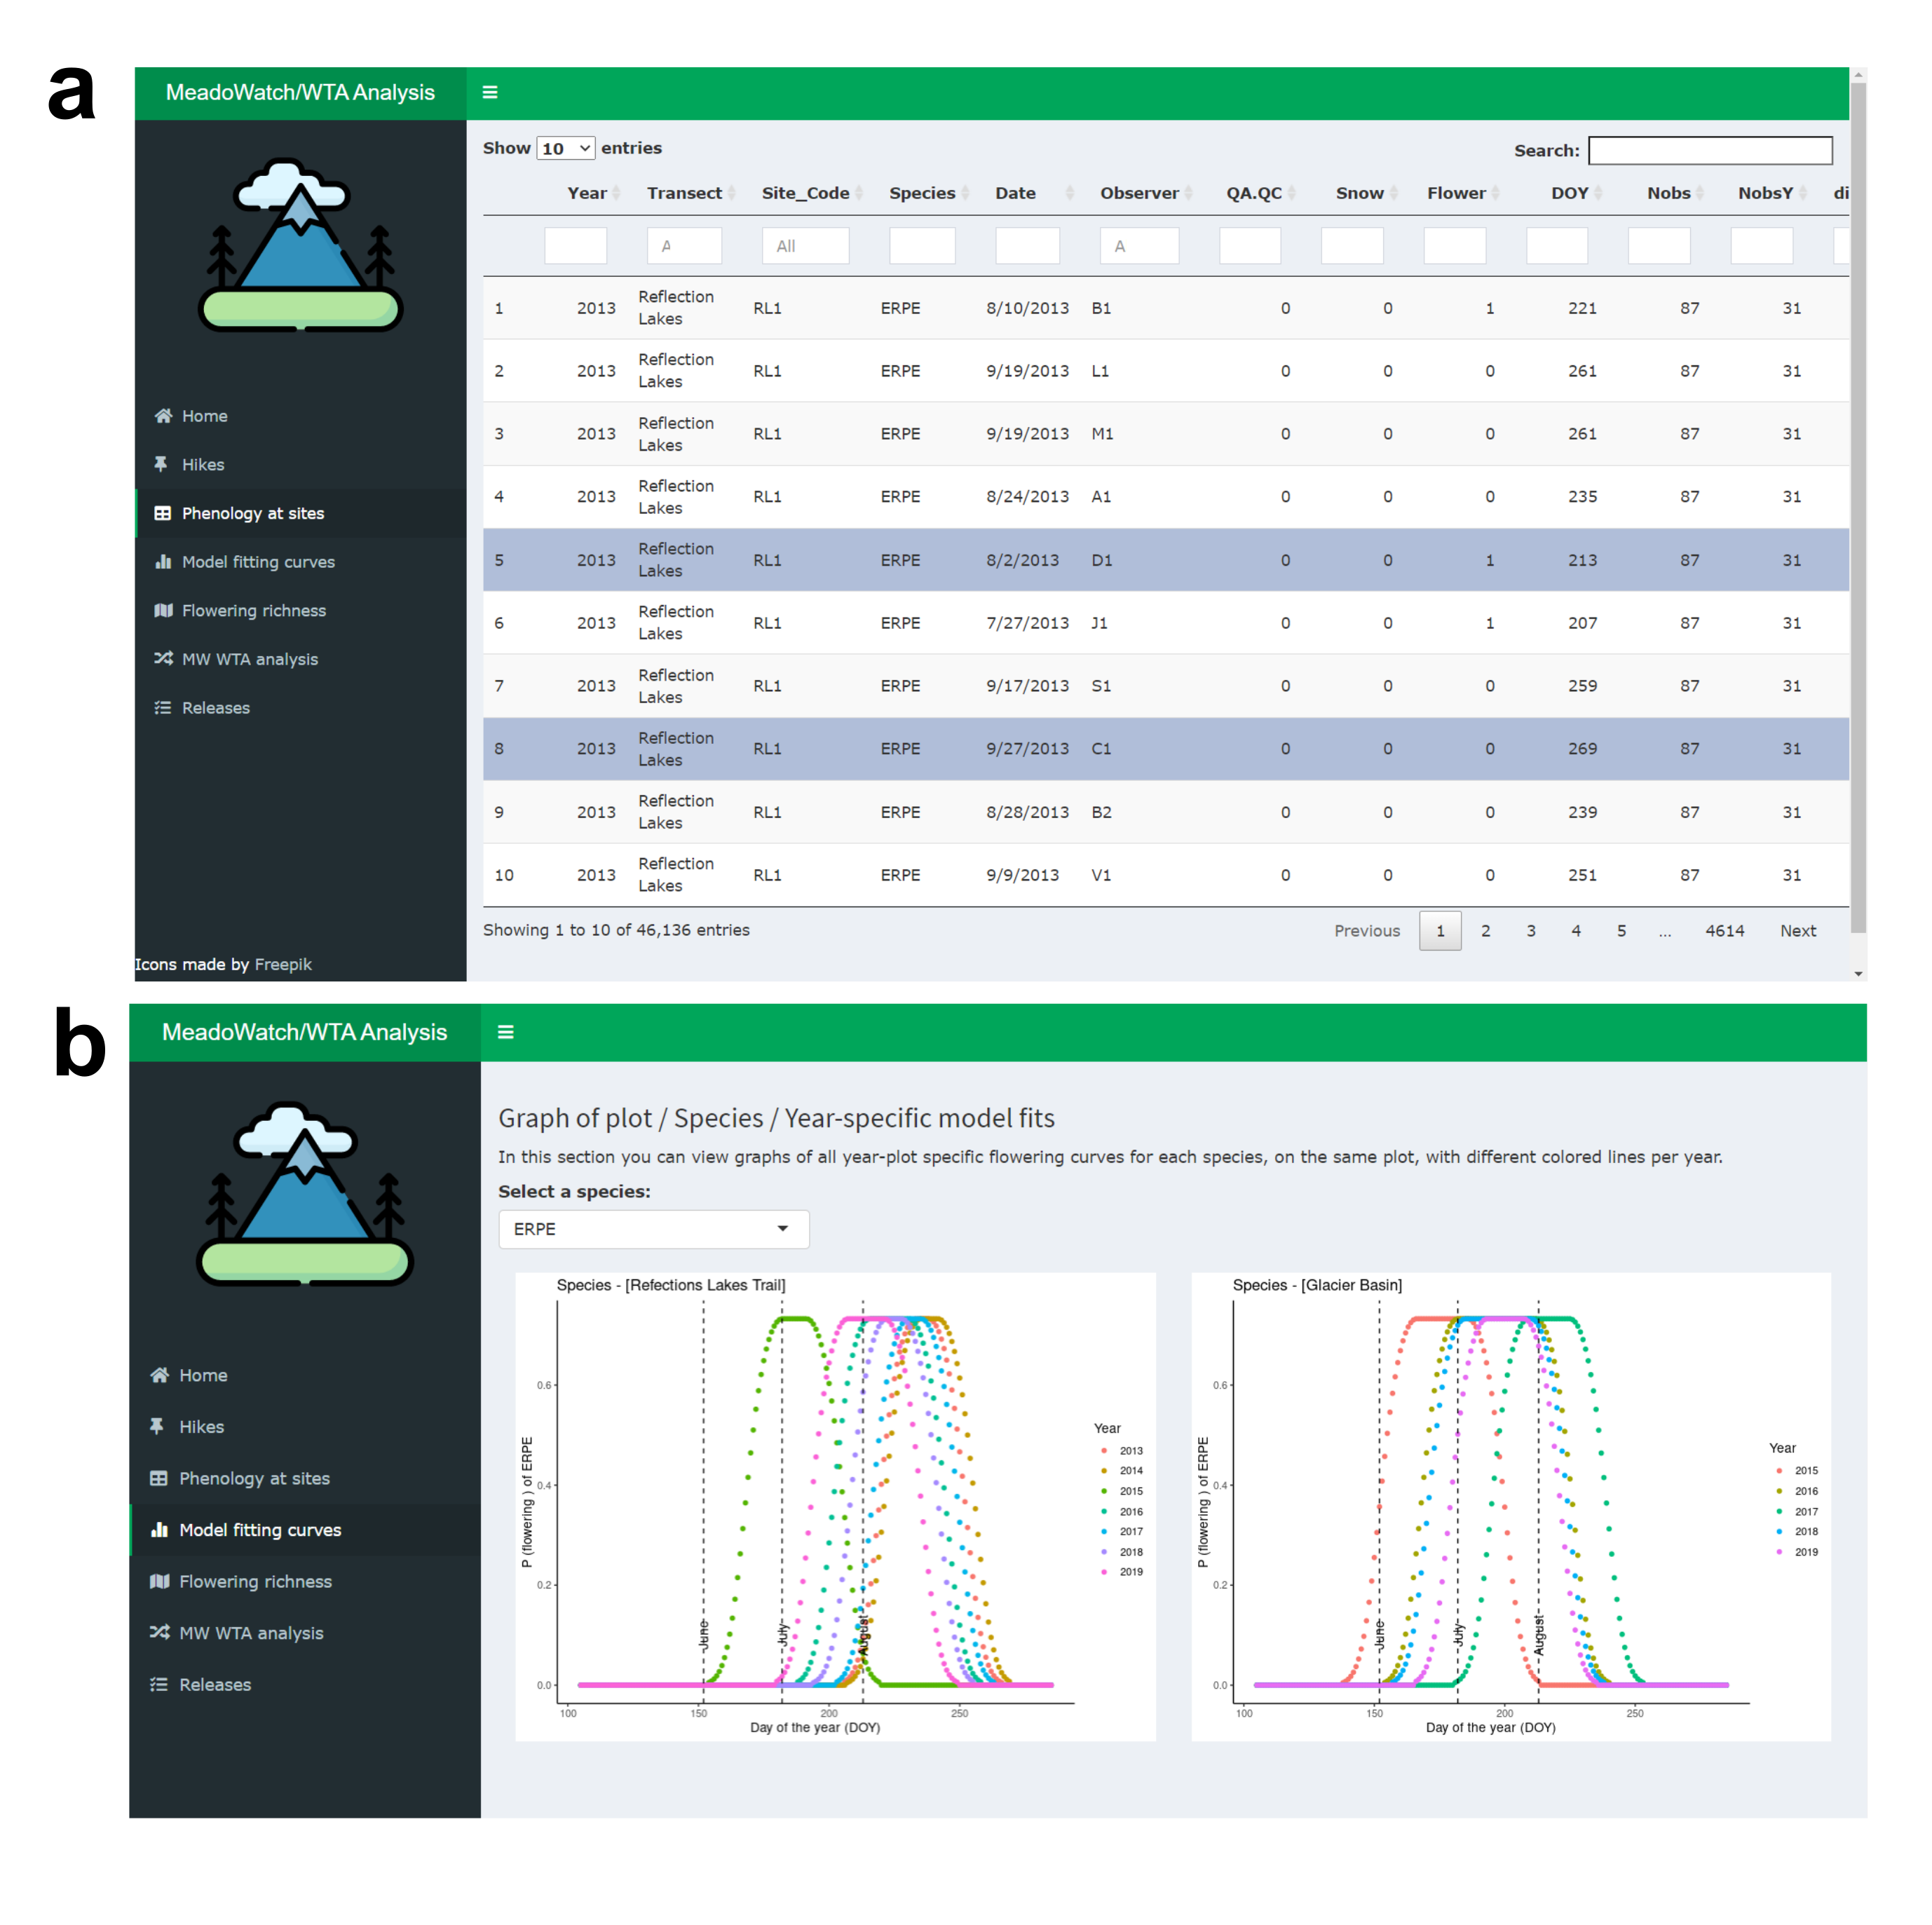 a
MeadoWatch/WTA Analysis
Home
Hikes
Phenology at sites
Model fitting curves
Flowering richness
MW WTA analysis
Releases
Icons made by Freepik
Show 10 entries
Search:
Year Transect Site_Code Species Date Observer QA.QC Snow Flower DOY Nobs NobsY di
A All A
1 2013 Reflection Lakes RL1 ERPE 8/10/2013 B1 0 0 1 221 87 31
2 2013 Reflection Lakes RL1 ERPE 9/19/2013 L1 0 0 0 261 87 31
3 2013 Reflection Lakes RL1 ERPE 9/19/2013 M1 0 0 0 261 87 31
4 2013 Reflection Lakes RL1 ERPE 8/24/2013 A1 0 0 0 235 87 31
5 2013 Reflection Lakes RL1 ERPE 8/2/2013 D1 0 0 1 213 87 31
6 2013 Reflection Lakes RL1 ERPE 7/27/2013 J1 0 0 1 207 87 31
7 2013 Reflection Lakes RL1 ERPE 9/17/2013 S1 0 0 0 259 87 31
8 2013 Reflection Lakes RL1 ERPE 9/27/2013 C1 0 0 0 269 87 31
9 2013 Reflection Lakes RL1 ERPE 8/28/2013 B2 0 0 0 239 87 31
10 2013 Reflection Lakes RL1 ERPE 9/9/2013 V1 0 0 0 251 87 31
Showing 1 to 10 of 46,136 entries
Previous 1 2 3 4 5 ... 4614 Next
b
MeadoWatch/WTA Analysis
Home
Hikes
Phenology at sites
Model fitting curves
Flowering richness
MW WTA analysis
Releases
Graph of plot / Species / Year-specific model fits
In this section you can view graphs of all year-plot specific flowering curves for each species, on the same plot, with different colored lines per year.
Select a species:
ERPE
Species - [Refections Lakes Trail]
P (flowering ) of ERPE
0.6
0.4
0.2
0.0
June
July
August
100 150 200 250
Day of the year (DOY)
Year
2013
2014
2015
2016
2017
2018
2019
Species - [Glacier Basin]
P (flowering ) of ERPE
0.6
0.4
0.2
0.0
June
July
August
100 150 200 250
Day of the year (DOY)
Year
2015
2016
2017
2018
2019